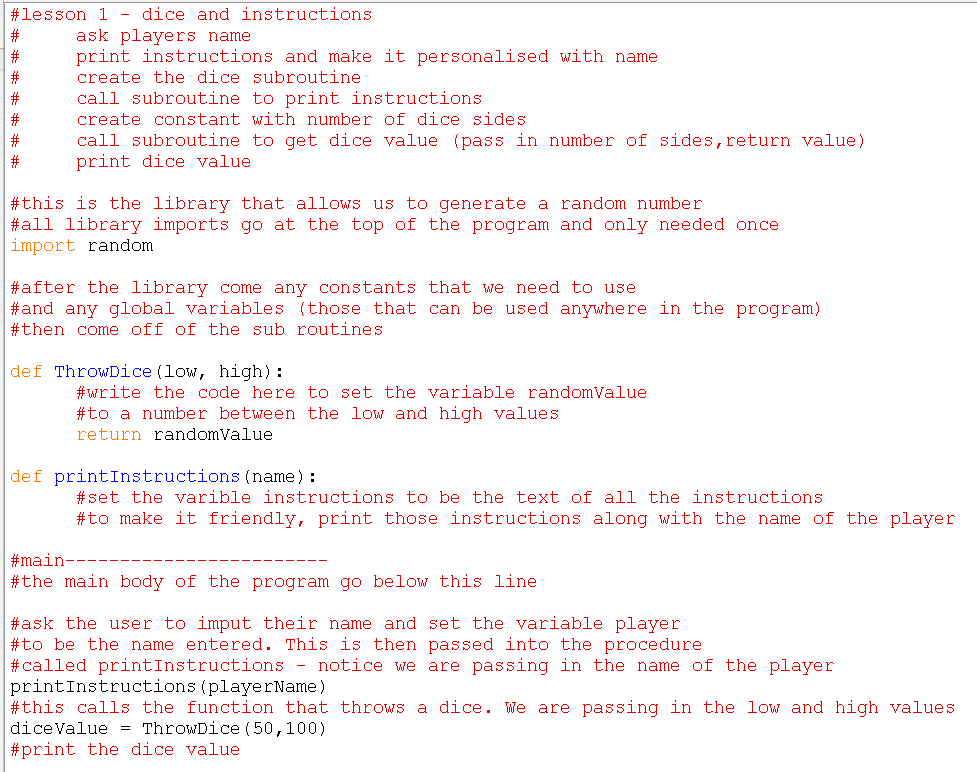 #lesson 1 - dice and instructions
#     ask players name
#     print instructions and make it personalised with name
#     create the dice subroutine
#     call subroutine to print instructions
#     create constant with number of dice sides
#     call subroutine to get dice value (pass in number of sides,return value)
#     print dice value
#this is the library that allows us to generate a random number
#all library imports go at the top of the program and only needed once
import random
#after the library come any constants that we need to use
#and any global variables (those that can be used anywhere in the program)
#then come off of the sub routines
def ThrowDice(low, high):
      #write the code here to set the variable randomValue
      #to a number between the low and high values
      return randomValue
def printInstructions(name):
      #set the varible instructions to be the text of all the instructions
      #to make it friendly, print those instructions along with the name of the player
#main------------------------
#the main body of the program go below this line
#ask the user to imput their name and set the variable player
#to be the name entered. This is then passed into the procedure
#called printInstructions - notice we are passing in the name of the player
printInstructions(playerName)
#this calls the function that throws a dice. We are passing in the low and high values
diceValue = ThrowDice(50,100)
#print the dice value